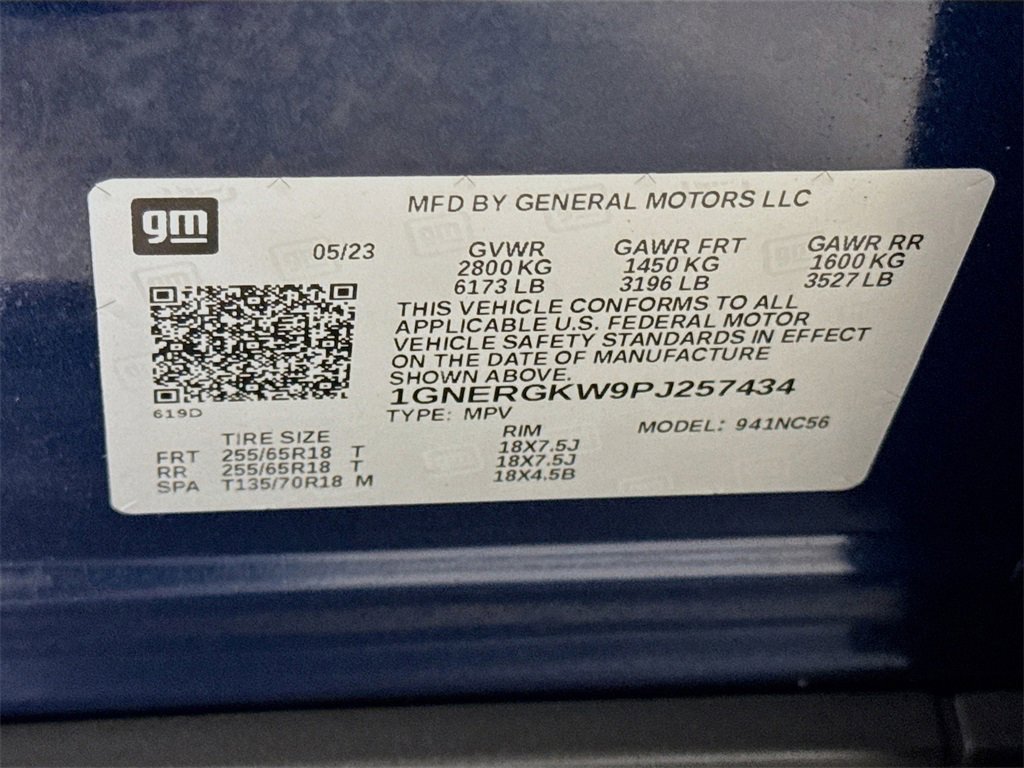 gm
MFD BY GENERAL MOTORS LLC
05/23 GVWR GAWR FRT GAWR RR
2800 KG 1450 KG 1600 KG
6173 LB 3196 LB 3527 LB
THIS VEHICLE CONFORMS TO ALL
APPLICABLE U.S. FEDERAL MOTOR
VEHICLE SAFETY STANDARDS IN EFFECT
ON THE DATE OF MANUFACTURE
SHOWN ABOVE.
1GNERGKW9PJ257434
619D
TYPE: MPV
MODEL: 941NC56
TIRE SIZE RIM
FRT 255/65R18 T 18X7.5J
RR 255/65R18 T 18X7.5J
SPA T135/70R18 M 18X4.5B